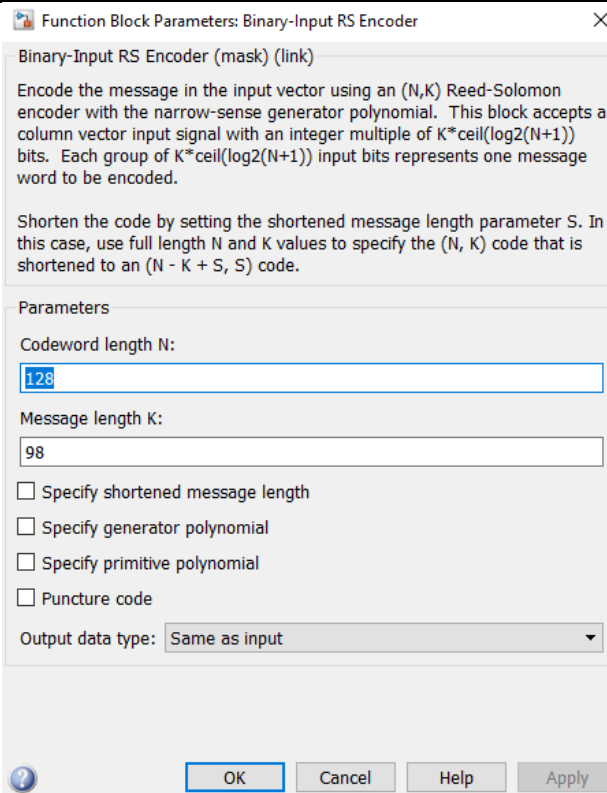 Function Block Parameters: Binary-Input RS Encoder
Binary-Input RS Encoder (mask) (link)
Encode the message in the input vector using an (N,K) Reed-Solomon
encoder with the narrow-sense generator polynomial. This block accepts a
column vector input signal with an integer multiple of K*ceil(log2(N+1))
bits. Each group of K*ceil(log2(N+1)) input bits represents one message
word to be encoded.
Shorten the code by setting the shortened message length parameter S. In
this case, use full length N and K values to specify the (N, K) code that is
shortened to an (N - K + S, S) code.
Parameters
Codeword length N:
128
Message length K:
98
Specify shortened message length
Specify generator polynomial
Specify primitive polynomial
Puncture code
Output data type: Same as input
OK Cancel Help Apply